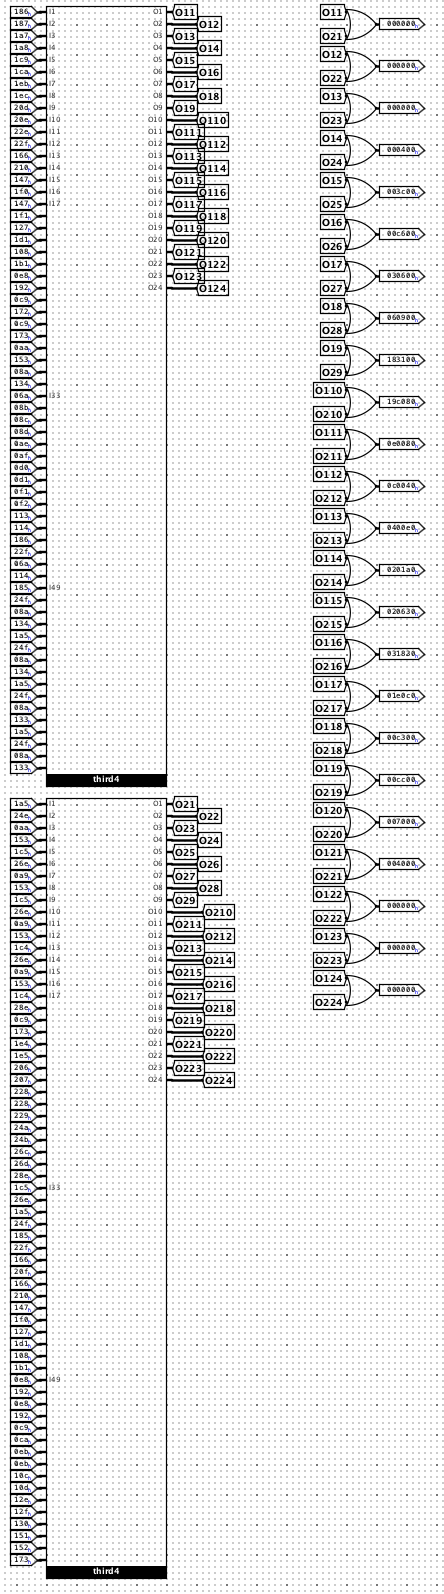 186 I1 O1 O11
187 I2 O2 O12
1a7 I3 O3 O13
1a8 I4 O4 O14
1c9 I5 O5 O15
1ca I6 O6 O16
1eb I7 O7 O17
1ec I8 O8 O18
20d I9 O9 O19
20e I10 O10 O110
22e I11 O11 O111
22f I12 O12 O112
166 I13 O13 O113
210 I14 O14 O114
147 I15 O15 O115
1f0 I16 O16 O116
147 I17 O17 O117
1f1 O18 O118
127 O19 O119
1d1 O20 O120
108 O21 O121
1b1 O22 O122
0e8 O23 O123
192 O24 O124
0c9
172
0c9
173
0aa
153
08a
134
06a I33
08b
08c
08d
0ae
0af
0d0
0d1
0f1
0f2
113
114
186
22f
06a
114
185 I49
24f
08a
134
1a5
24f
08a
134
1a5
24f
08a
133
1a5
24f
08a
133
third4
1a5 I1 O1 O21
24e I2 O2 O22
0aa I3 O3 O23
153 I4 O4 O24
1c5 I5 O5 O25
26e I6 O6 O26
0a9 I7 O7 O27
153 I8 O8 O28
1c5 I9 O9 O29
26e I10 O10 O210
0a9 I11 O11 O211
153 I12 O12 O212
1c4 I13 O13 O213
26e I14 O14 O214
0a9 I15 O15 O215
153 I16 O16 O216
1c4 I17 O17 O217
28e O18 O218
0c9 O19 O219
173 O20 O220
1e4 O21 O221
1e5 O22 O222
206 O23 O223
207 O24 O224
228
228
229
24a
24b
26c
26d
28e
1c5 I33
26e
1a5
24f
185
22f
166
20f
166
210
147
1f0
127
1d1
108
1b1
0e8 I49
192
0e8
192
0c9
0ca
0eb
0eb
10c
10d
12e
12f
130
151
152
173
third4
O11
O21 000000
O12
O22 000000
O13
O23 000000
O14
O24 000400
O15
O25 003c00
O16
O26 00c600
O17
O27 030600
O18
O28 060900
O19
O29 183100
O110
O210 19c080
O111
O211 0e0080
O112
O212 0c0040
O113
O213 0400e0
O114
O214 0201a0
O115
O215 020630
O116
O216 031830
O117
O217 01e0c0
O118
O218 00c300
O119
O219 00cc00
O120
O220 007000
O121
O221 004000
O122
O222 000000
O123
O223 000000
O124
O224 000000